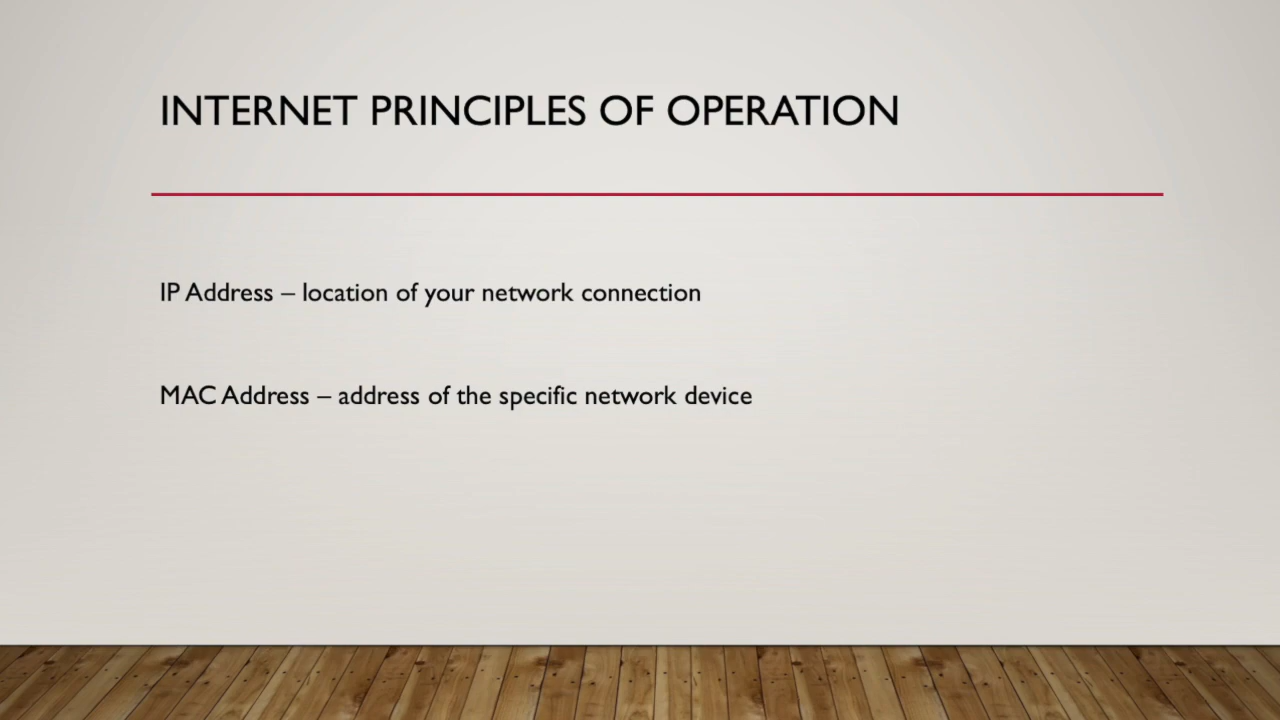 INTERNET PRINCIPLES OF OPERATION
IP Address – location of your network connection
MAC Address – address of the specific network device